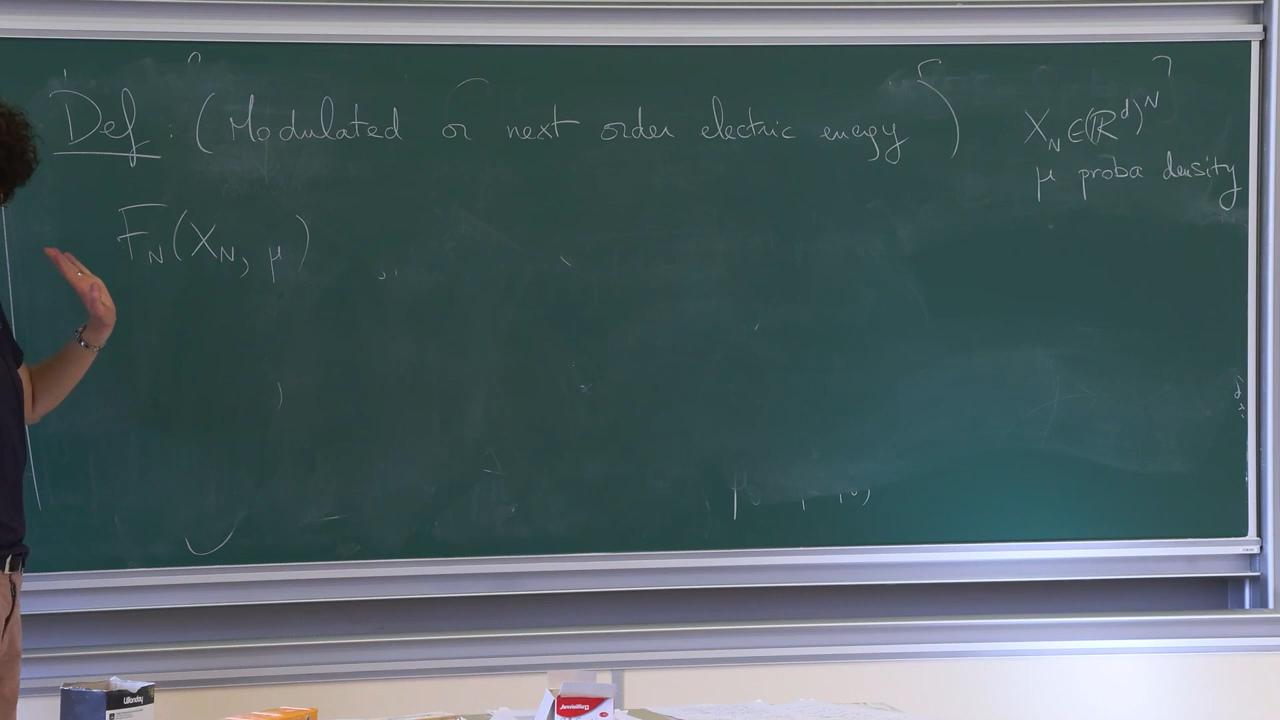 Def : (Modulated or next order electric energy) X_N ∈ (ℝ^d)^N
μ proba density
F_N(X_N, μ)